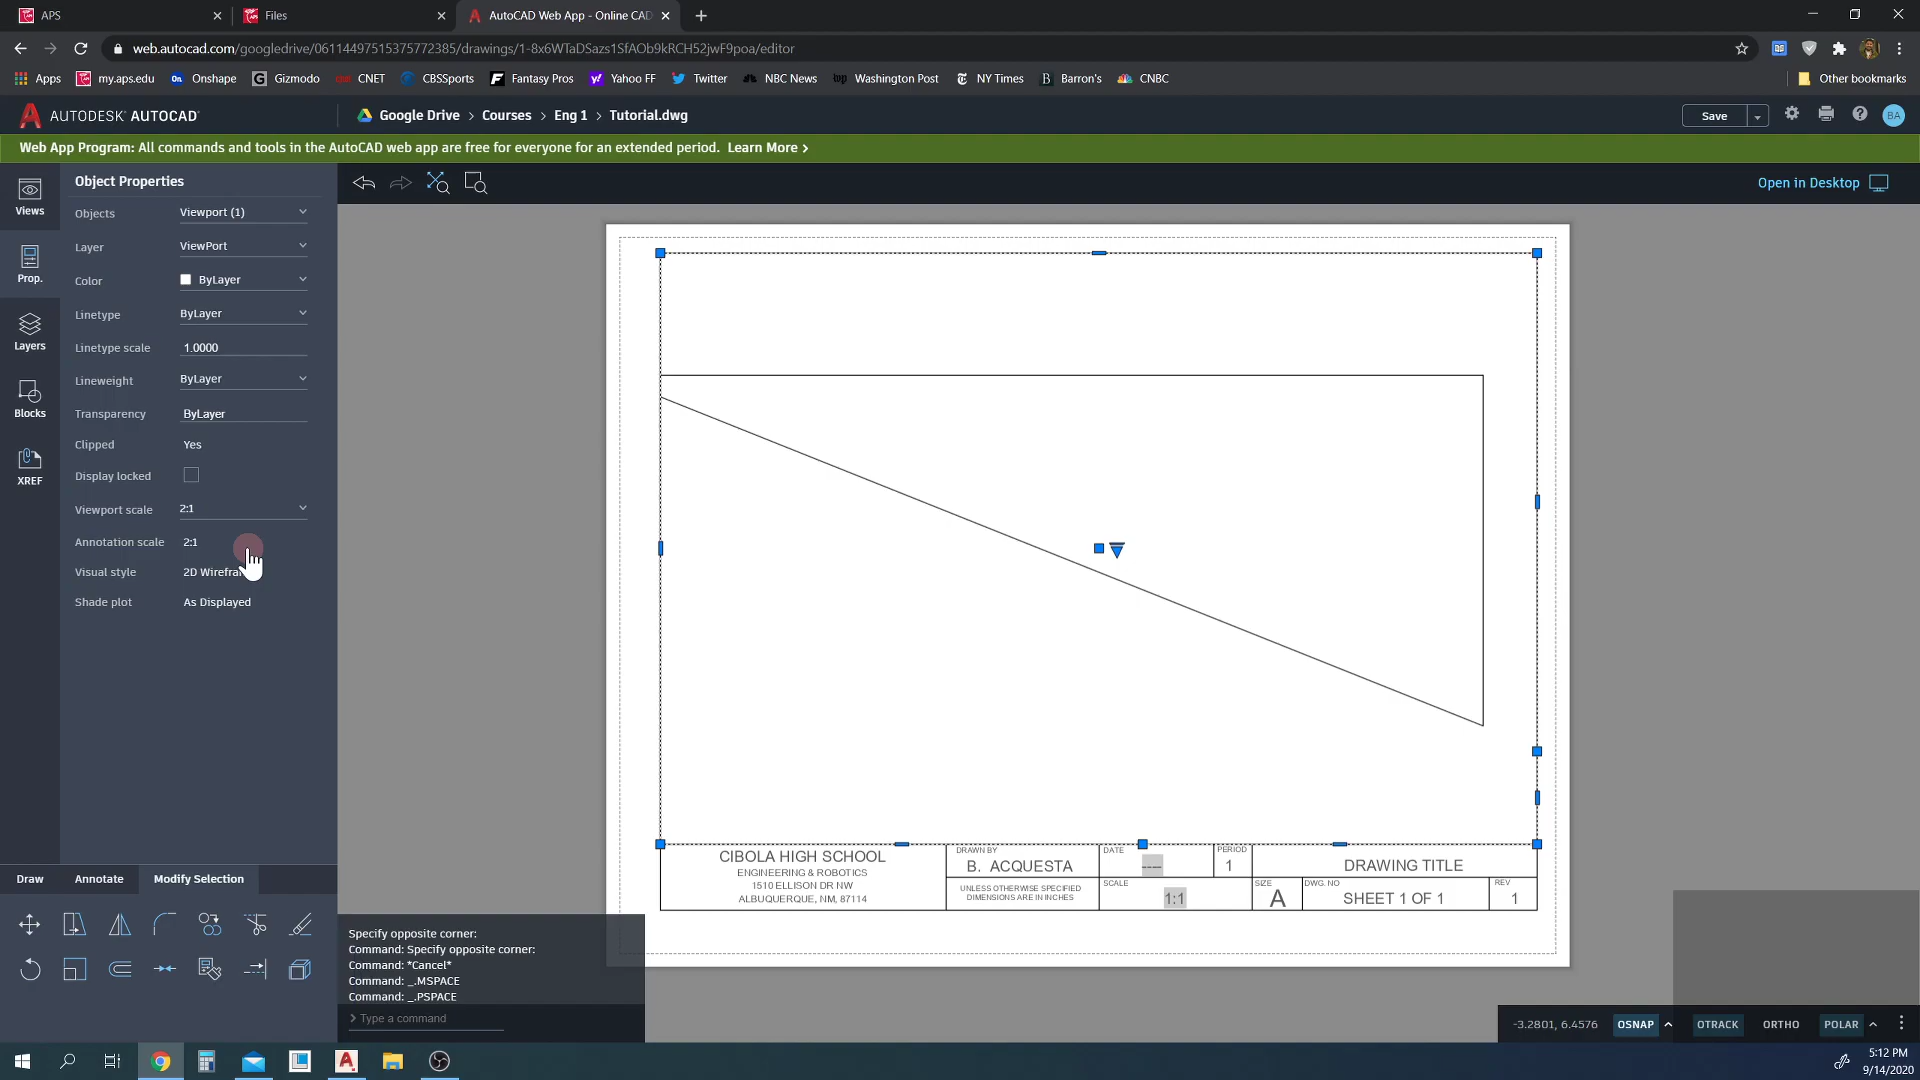 APS
Files
AutoCAD Web App - Online CAD
web.autocad.com/googledrive/06114497515375772385/drawings/1-8x6WTaDSazs1SfAOb9kRCH52jwF9poa/editor
Apps
my.aps.edu
On Onshape
G Gizmodo
CNET
CBSSports
F Fantasy Pros
y! Yahoo FF
Twitter
NBC News
wp Washington Post
NY Times
B Barron's
CNBC
Other bookmarks
AUTODESK® AUTOCAD®
Google Drive > Courses > Eng 1 > Tutorial.dwg
Save
BA
Web App Program: All commands and tools in the AutoCAD web app are free for everyone for an extended period. Learn More >
Views
Prop.
Layers
Blocks
XREF
Object Properties
Objects Viewport (1)
Layer ViewPort
Color ByLayer
Linetype ByLayer
Linetype scale 1.0000
Lineweight ByLayer
Transparency ByLayer
Clipped Yes
Display locked
Viewport scale 2:1
Annotation scale 2:1
Visual style 2D
Shade plot As Displayed
Open in Desktop
CIBOLA HIGH SCHOOL
ENGINEERING & ROBOTICS
1510 ELLISON DR NW
ALBUQUERQUE, NM, 87114
DRAWN BY
B. ACQUESTA
UNLESS OTHERWISE SPECIFIED
DIMENSIONS ARE IN INCHES
DATE
----
PERIOD
1
SCALE
1:1
DRAWING TITLE
SIZE
A
DWG. NO
SHEET 1 OF 1
REV
1
Draw
Annotate
Modify Selection
Specify opposite corner:
Command: Specify opposite corner:
Command: *Cancel*
Command: _.MSPACE
Command: _.PSPACE
> Type a command
-3.2801, 6.4576
OSNAP
OTRACK
ORTHO
POLAR
5:12 PM
9/14/2020